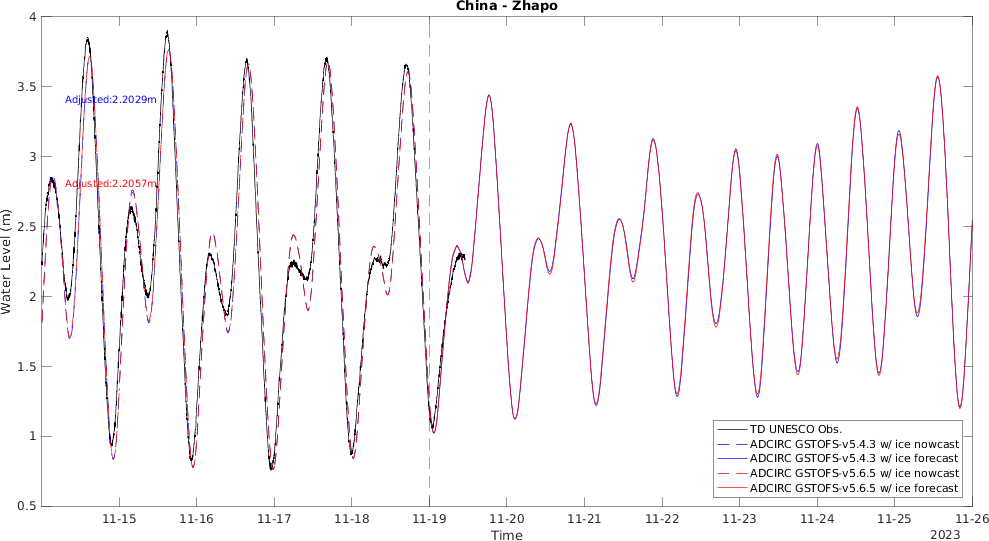 China - Zhapo
4
3.5
3
2.5
2
1.5
1
0.5
Water Level (m)
Adjusted:2.2029m
Adjusted:2.2057m
TD UNESCO Obs.
ADCIRC GSTOFS-v5.4.3 w/ ice nowcast
ADCIRC GSTOFS-v5.4.3 w/ ice forecast
ADCIRC GSTOFS-v5.6.5 w/ ice nowcast
ADCIRC GSTOFS-v5.6.5 w/ ice forecast
11-15 11-16 11-17 11-18 11-19 11-20 11-21 11-22 11-23 11-24 11-25 11-26
Time
2023